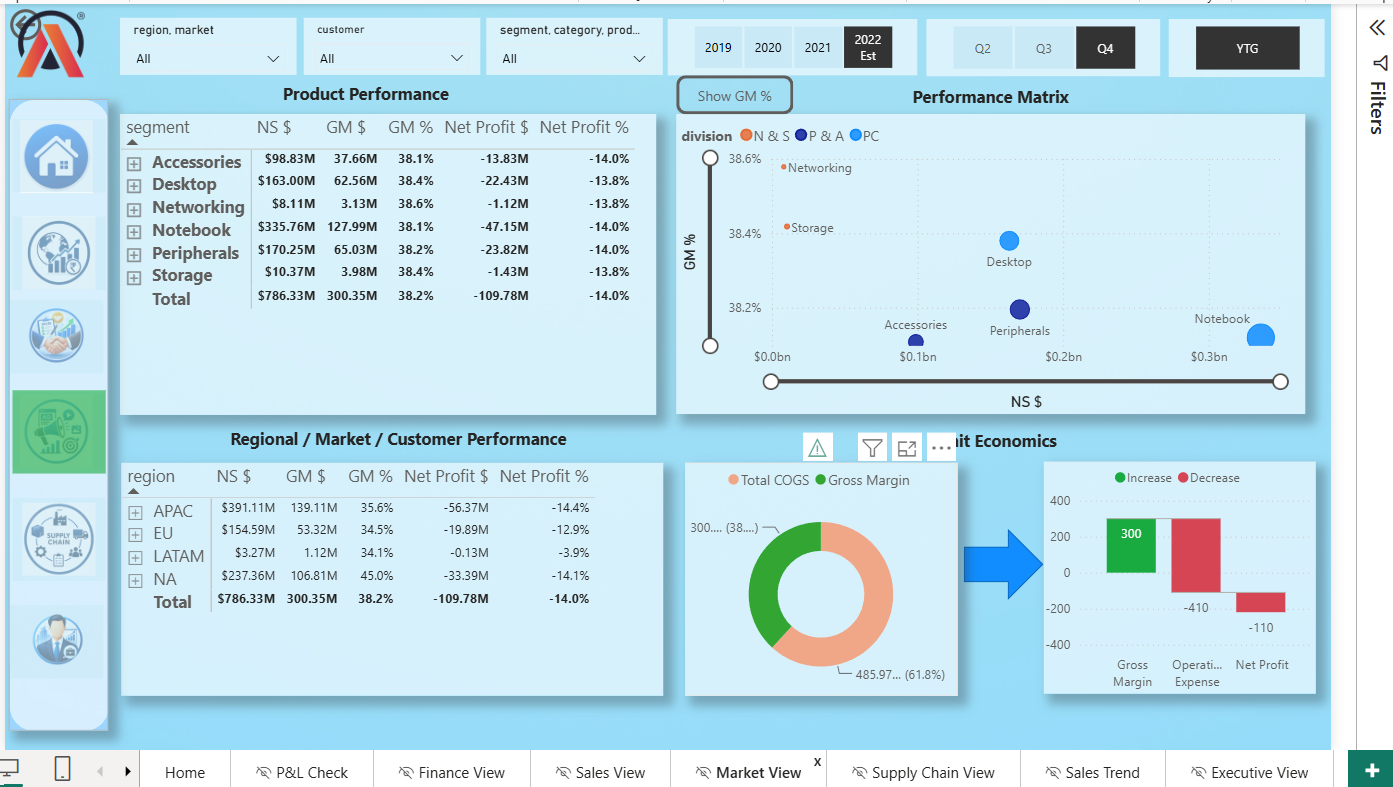 region, market
All
customer
All
segment, category, prod...
All
2019
2020
2021
2022 Est
Q2
Q3
Q4
YTG
Filters
Product Performance
segment NS $ GM $ GM % Net Profit $ Net Profit %
Accessories $98.83M 37.66M 38.1% -13.83M -14.0%
Desktop $163.00M 62.56M 38.4% -22.43M -13.8%
Networking $8.11M 3.13M 38.6% -1.12M -13.8%
Notebook $335.76M 127.99M 38.1% -47.15M -14.0%
Peripherals $170.25M 65.03M 38.2% -23.82M -14.0%
Storage $10.37M 3.98M 38.4% -1.43M -13.8%
Total $786.33M 300.35M 38.2% -109.78M -14.0%
Show GM %
Performance Matrix
division N & S P & A PC
GM %
38.6%
38.4%
38.2%
Networking
Storage
Desktop
Accessories
Peripherals
Notebook
$0.0bn $0.1bn $0.2bn $0.3bn
NS $
SUPPLY
CHAIN
Regional / Market / Customer Performance
region NS $ GM $ GM % Net Profit $ Net Profit %
APAC $391.11M 139.11M 35.6% -56.37M -14.4%
EU $154.59M 53.32M 34.5% -19.89M -12.9%
LATAM $3.27M 1.12M 34.1% -0.13M -3.9%
NA $237.36M 106.81M 45.0% -33.39M -14.1%
Total $786.33M 300.35M 38.2% -109.78M -14.0%
it Economics
Total COGS Gross Margin
300.... (38....)
485.97... (61.8%)
Increase Decrease
400
200
0
-200
-400
300
-410
-110
Gross
Margin
Operati...
Expense
Net Profit
Home P&L Check Finance View Sales View Market View x Supply Chain View Sales Trend Executive View